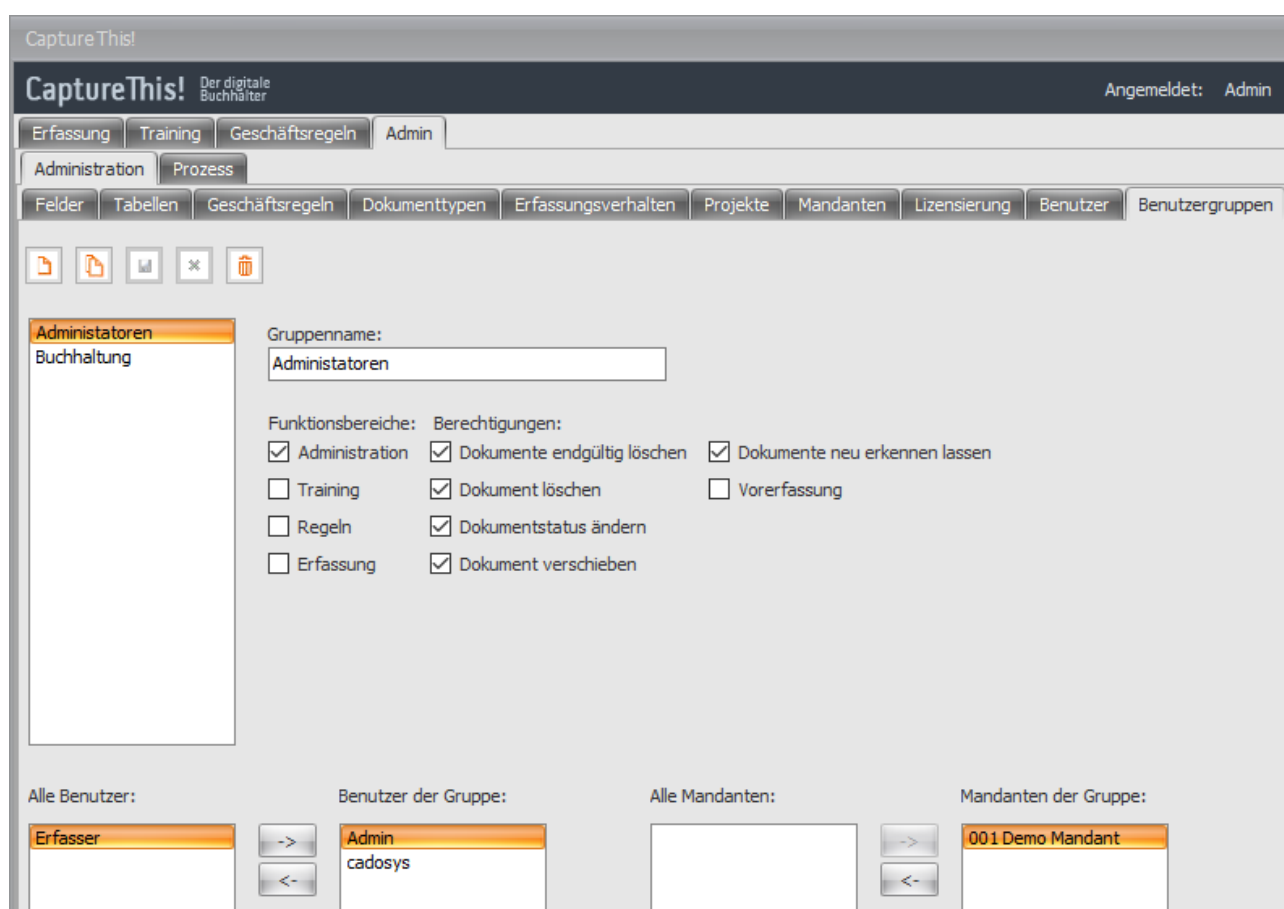 CaptureThis!
CaptureThis! Der digitale Buchhalter Angemeldet: Admin
Erfassung Training Geschäftsregeln Admin
Administration Prozess
Felder Tabellen Geschäftsregeln Dokumenttypen Erfassungsverhalten Projekte Mandanten Lizensierung Benutzer Benutzergruppen
Administatoren
Buchhaltung
Gruppenname:
Administatoren
Funktionsbereiche: Berechtigungen:
Administration Dokumente endgültig löschen Dokumente neu erkennen lassen
Training Dokument löschen Vorerfassung
Regeln Dokumentstatus ändern
Erfassung Dokument verschieben
Alle Benutzer: Benutzer der Gruppe: Alle Mandanten: Mandanten der Gruppe:
Erfasser -> Admin -> 001 Demo Mandant
<- cadosys <-